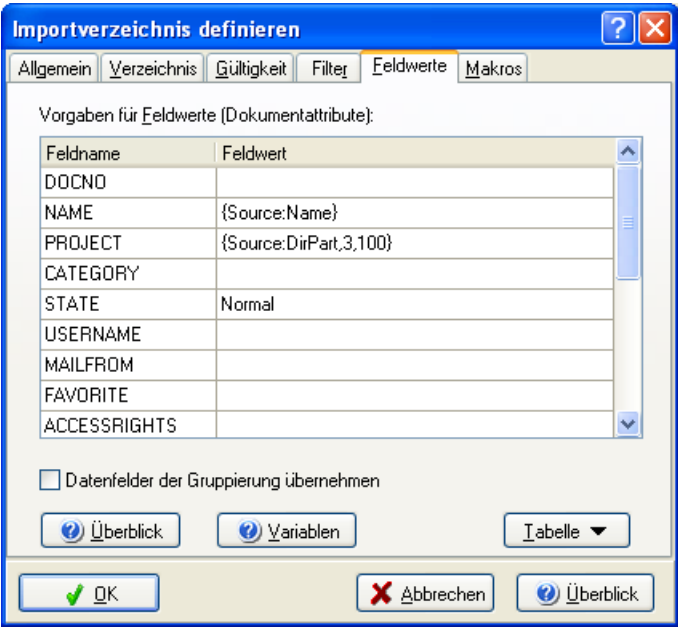 Importverzeichnis definieren
Allgemein Verzeichnis Gültigkeit Filter Feldwerte Makros
Vorgaben für Feldwerte (Dokumentattribute):
Feldname Feldwert
DOCNO
NAME {Source:Name}
PROJECT {Source:DirPart,3,100}
CATEGORY
STATE Normal
USERNAME
MAILFROM
FAVORITE
ACCESSRIGHTS
Datenfelder der Gruppierung übernehmen
Überblick Variablen Tabelle
OK Abbrechen Überblick